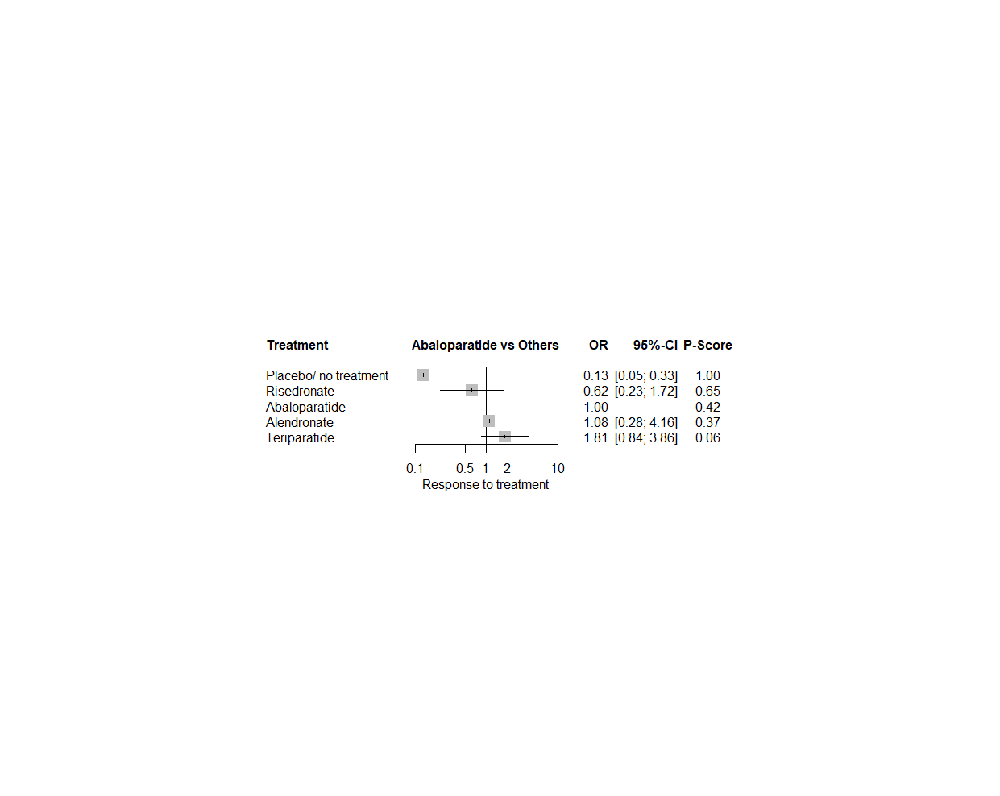 Treatment Abaloparatide vs Others OR 95%-CI P-Score
Placebo/ no treatment 0.13 [0.05; 0.33] 1.00
Risedronate 0.62 [0.23; 1.72] 0.65
Abaloparatide 1.00 0.42
Alendronate 1.08 [0.28; 4.16] 0.37
Teriparatide 1.81 [0.84; 3.86] 0.06
0.1 0.5 1 2 10
Response to treatment